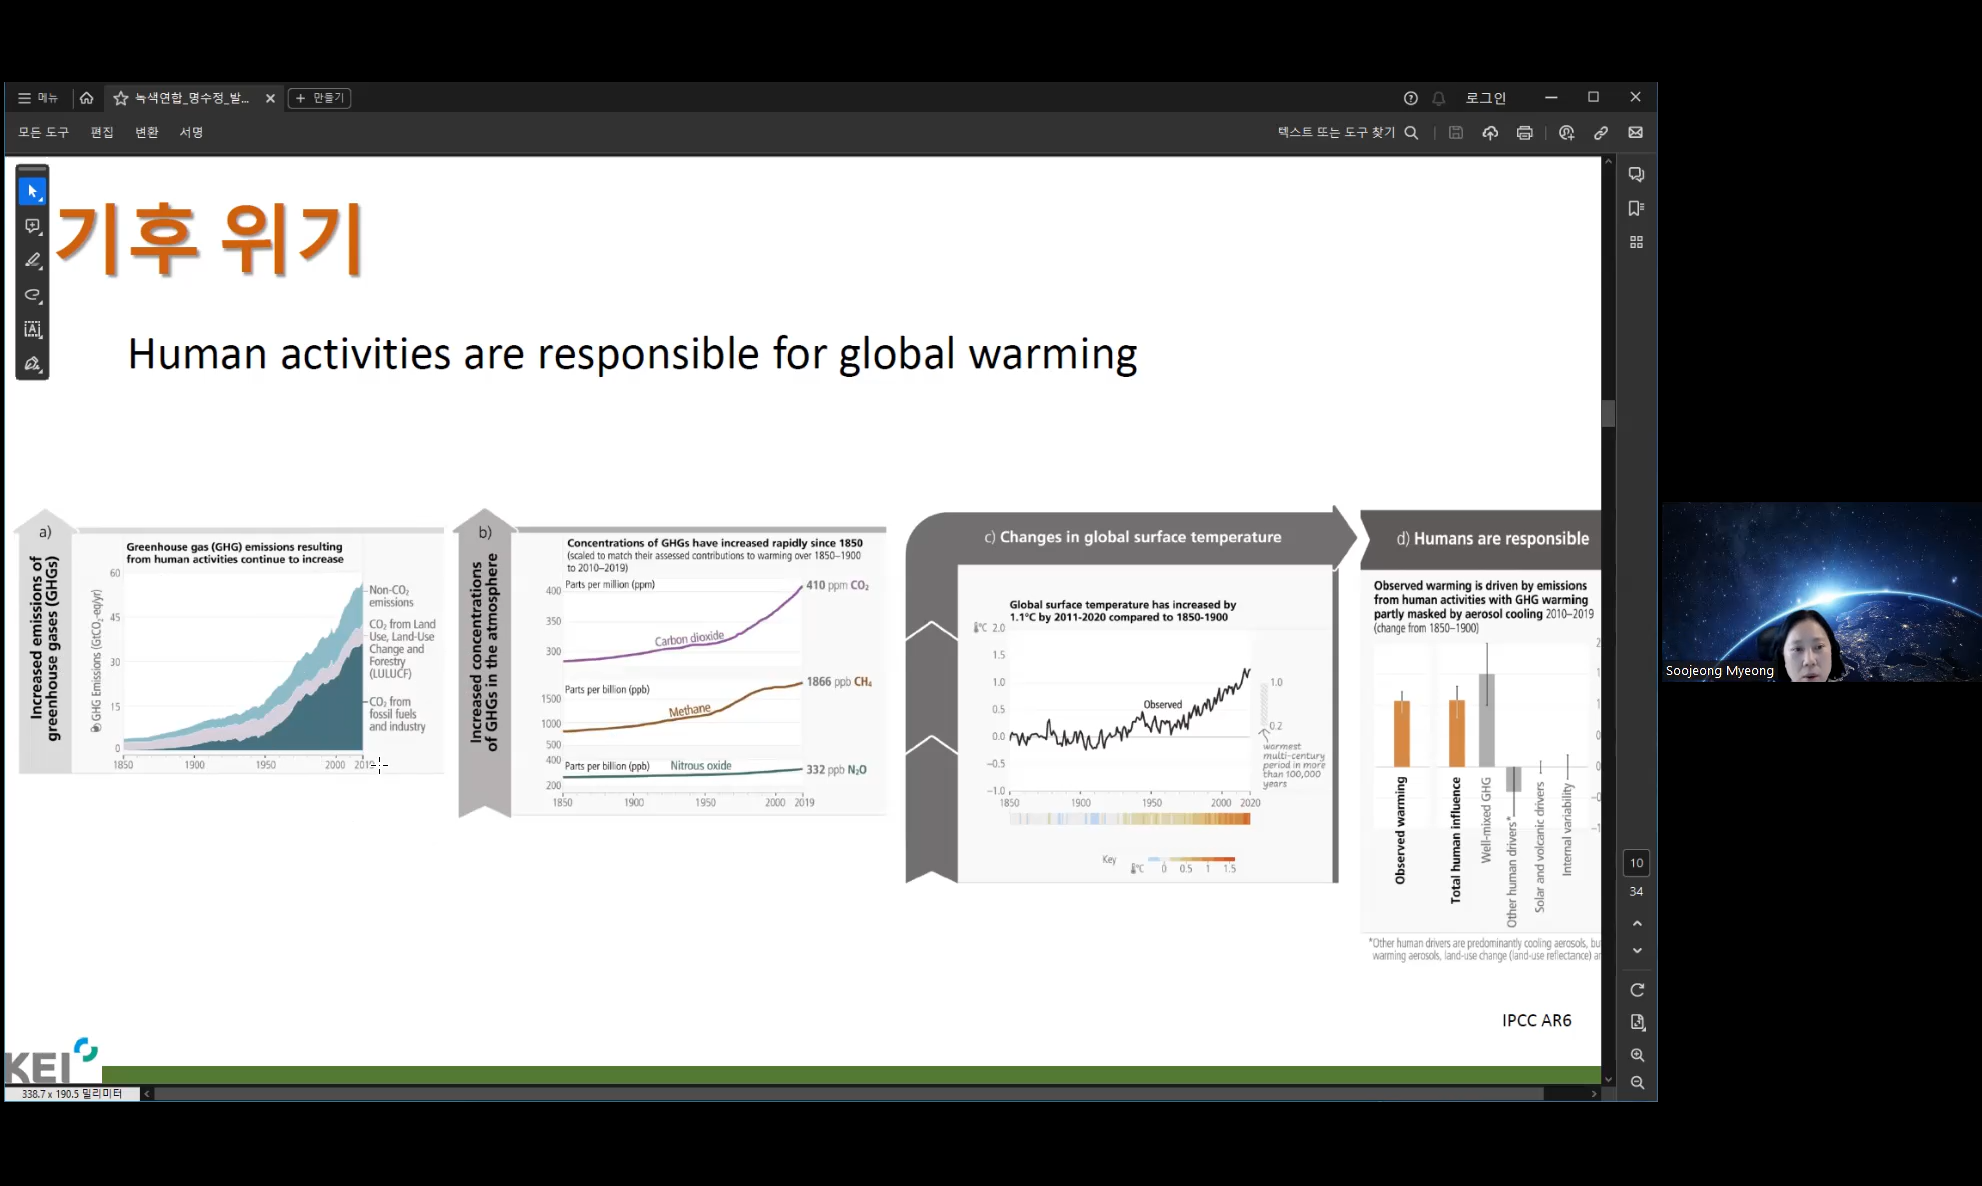 메뉴
녹색연합_명수정_발...
만들기
로그인
모든 도구 편집 변환 서명
텍스트 또는 도구 찾기
기후 위기
Human activities are responsible for global warming
a)
Increased emissions of
greenhouse gases (GHGs)
Greenhouse gas (GHG) emissions resulting
from human activities continue to increase
GHG Emissions (GtCO₂-eq/yr)
60
45
30
15
0
1850 1900 1950 2000 2019
Non-CO₂
emissions
CO₂ from Land
Use, Land-Use
Change and
Forestry
(LULUCF)
CO₂ from
fossil fuels
and industry
b)
Increased concentrations
of GHGs in the atmosphere
Concentrations of GHGs have increased rapidly since 1850
(scaled to match their assessed contributions to warming over 1850–1900
to 2010–2019)
Parts per million (ppm)
400
350
300
Carbon dioxide
410 ppm CO₂
Parts per billion (ppb)
1500
1000
500
Methane
1866 ppb CH₄
Parts per billion (ppb)
400
200
Nitrous oxide
332 ppb N₂O
1850 1900 1950 2000 2019
c) Changes in global surface temperature
Global surface temperature has increased by
1.1°C by 2011-2020 compared to 1850-1900
°C 2.0
1.5
1.0
0.5
0.0
−0.5
−1.0
Observed
1.0
0.2
warmest
multi-century
period in more
than 100,000
years
1850 1900 1950 2000 2020
Key
°C 0 0.5 1 1.5
d) Humans are responsible
Observed warming is driven by emissions
from human activities with GHG warming
partly masked by aerosol cooling 2010–2019
(change from 1850–1900)
Observed warming
Total human influence
Well-mixed GHG
Other human drivers*
Solar and volcanic drivers
Internal variability
*Other human drivers are predominantly cooling aerosols, bu
warming aerosols, land-use change (land-use reflectance)
IPCC AR6
KEI
338.7 x 190.5 밀리미터
10
34
Soojeong Myeong